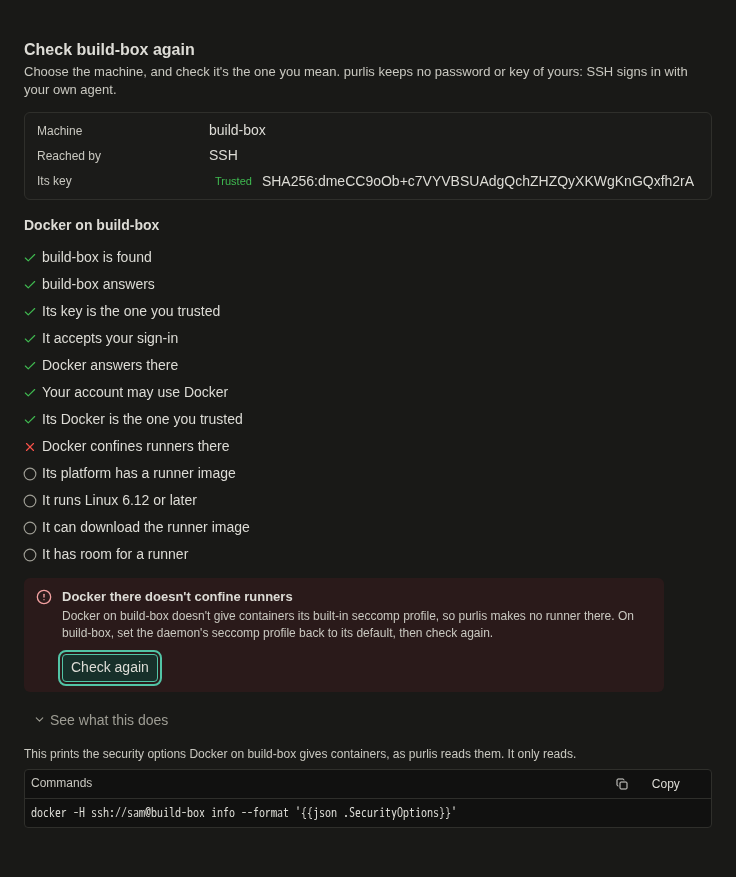 Check build-box again
Choose the machine, and check it's the one you mean. purlis keeps no password or key of yours: SSH signs in with
your own agent.
Machine build-box
Reached by SSH
Its key Trusted SHA256:dmeCC9oOb+c7VYVBSUAdgQchZHZQyXKWgKnGQxfh2rA
Docker on build-box
build-box is found
build-box answers
Its key is the one you trusted
It accepts your sign-in
Docker answers there
Your account may use Docker
Its Docker is the one you trusted
Docker confines runners there
Its platform has a runner image
It runs Linux 6.12 or later
It can download the runner image
It has room for a runner
Docker there doesn't confine runners
Docker on build-box doesn't give containers its built-in seccomp profile, so purlis makes no runner there. On
build-box, set the daemon's seccomp profile back to its default, then check again.
Check again
See what this does
This prints the security options Docker on build-box gives containers, as purlis reads them. It only reads.
Commands Copy
docker -H ssh://sam@build-box info --format '{{json .SecurityOptions}}'